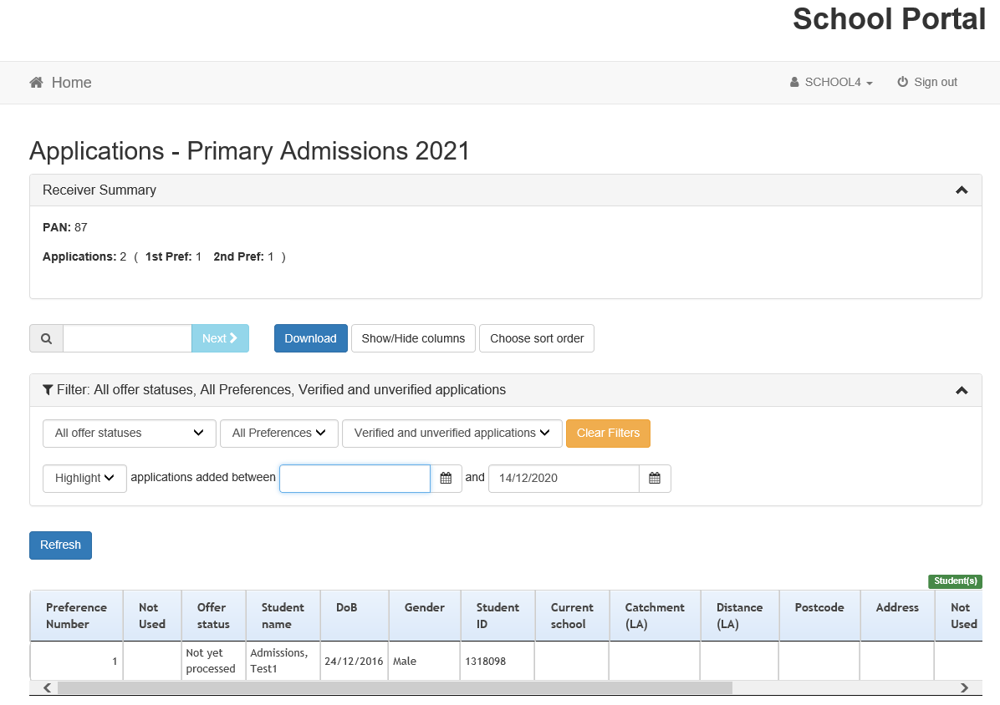 School Portal
Home SCHOOL4 Sign out
Applications - Primary Admissions 2021
Receiver Summary
PAN: 87
Applications: 2 ( 1st Pref: 1 2nd Pref: 1 )
Next Download Show/Hide columns Choose sort order
Filter: All offer statuses, All Preferences, Verified and unverified applications
All offer statuses All Preferences Verified and unverified applications Clear Filters
Highlight applications added between and 14/12/2020
Refresh
Student(s)
Preference Not Offer Student DoB Gender Student Current Catchment Distance Postcode Address Not
Number Used status name ID school (LA) (LA) Used
Not yet Admissions,
1 processed Test1 24/12/2016 Male 1318098